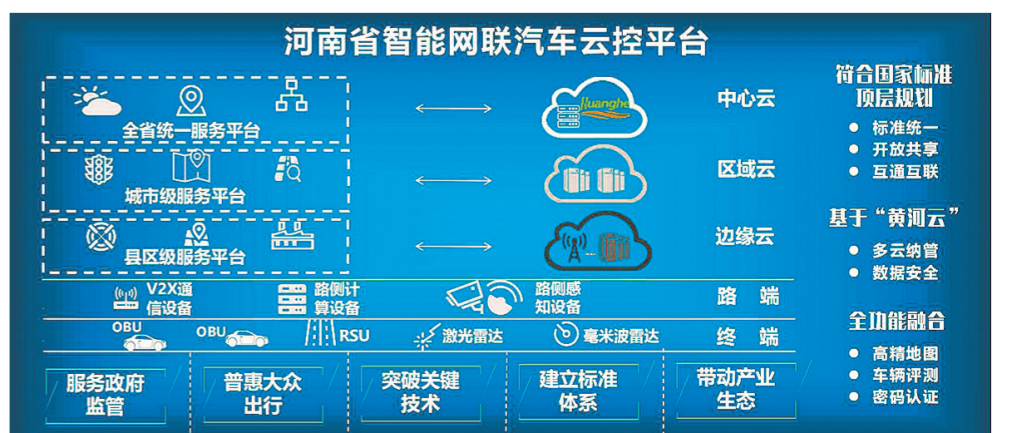 河南省智能网联汽车云控平台
全省统一服务平台
Huanghe
中心云
城市级服务平台
区域云
县区级服务平台
边缘云
V2X通
信设备
路侧计
算设备
路侧感
知设备
路 端
OBU
OBU
RSU
激光雷达
毫米波雷达
终 端
服务政府
监管
普惠大众
出行
突破关键
技术
建立标准
体系
带动产业
生态
符合国家标准
顶层规划
● 标准统一
● 开放共享
● 互通互联
基于“黄河云”
● 多云纳管
● 数据安全
全功能融合
● 高精地图
● 车辆评测
● 密码认证